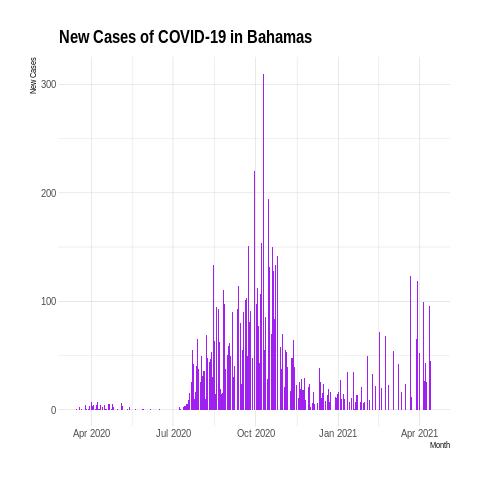 New Cases of COVID-19 in Bahamas
New Cases
300
200
100
0
Apr 2020 Jul 2020 Oct 2020 Jan 2021 Apr 2021
Month